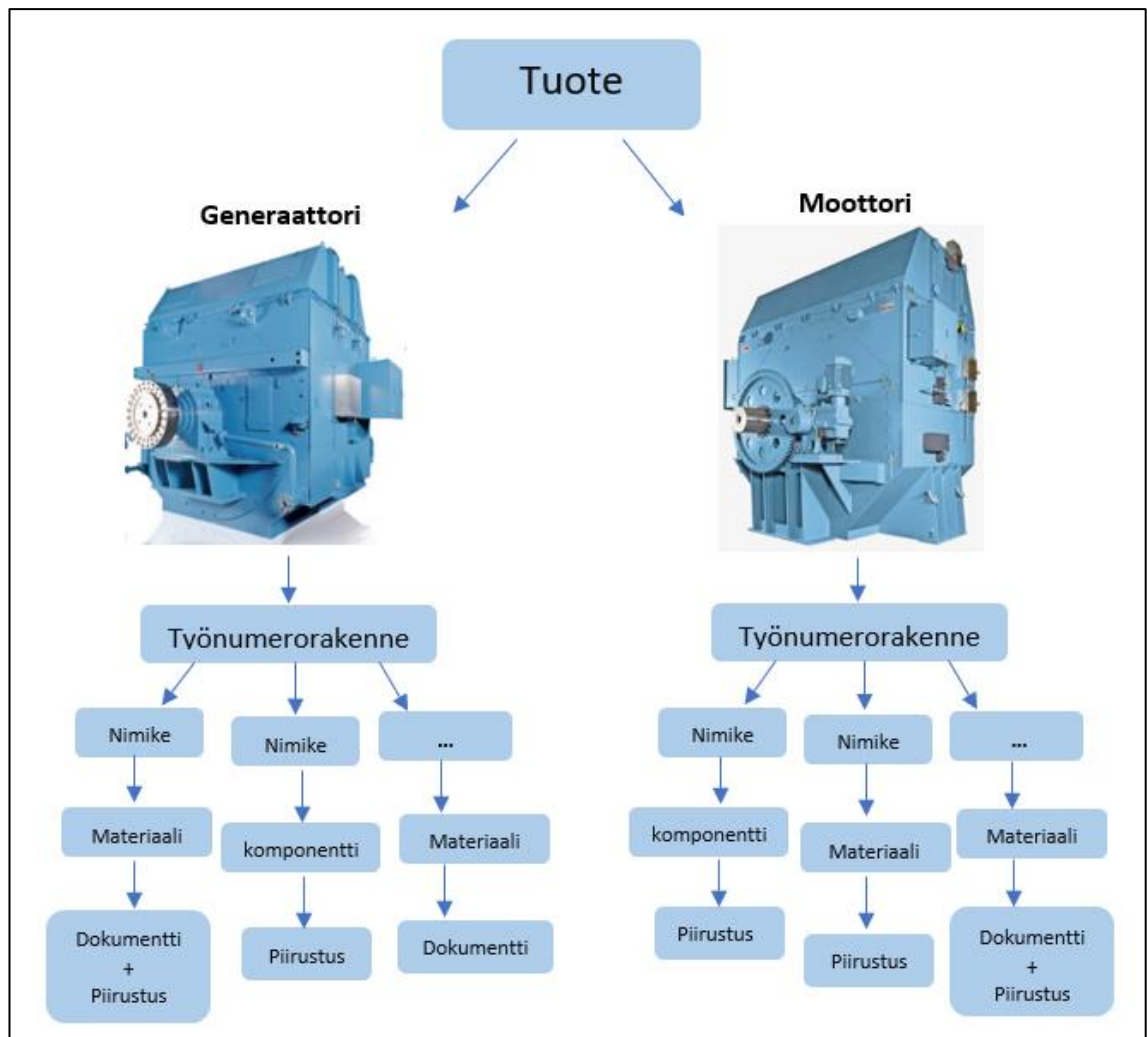 Tuote
Generaattori
Moottori
Työnumerorakenne
Työnumerorakenne
Nimike
Nimike
...
Nimike
Nimike
...
Materiaali
komponentti
Materiaali
komponentti
Materiaali
Materiaali
Dokumentti
+
Piirustus
Piirustus
Dokumentti
Piirustus
Piirustus
Dokumentti
+
Piirustus